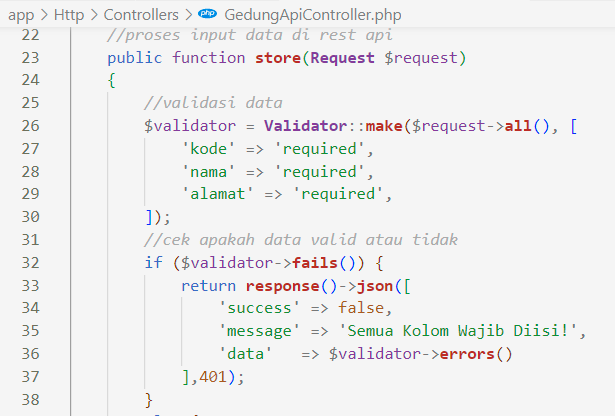 app > Http > Controllers > php GedungApiController.php
22 //proses input data di rest api
23 public function store(Request $request)
24 {
25 //validasi data
26 $validator = Validator::make($request->all(), [
27 'kode' => 'required',
28 'nama' => 'required',
29 'alamat' => 'required',
30 ]);
31 //cek apakah data valid atau tidak
32 if ($validator->fails()) {
33 return response()->json([
34 'success' => false,
35 'message' => 'Semua Kolom Wajib Diisi!',
36 'data'   => $validator->errors()
37 ],401);
38 }